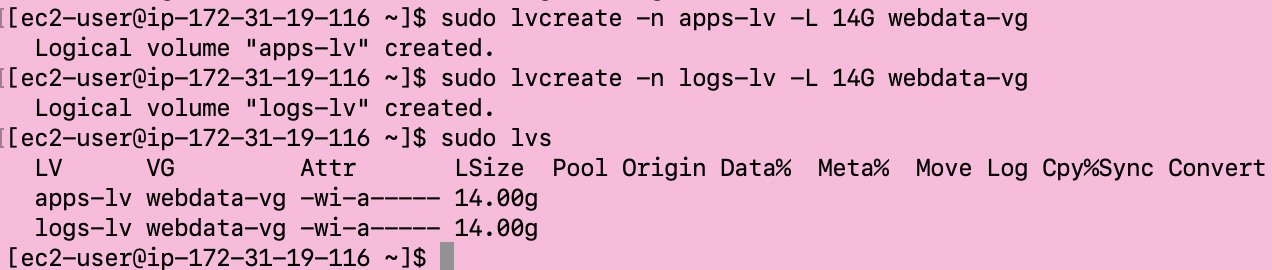 [ec2-user@ip-172-31-19-116 ~]$ sudo lvcreate -n apps-lv -L 14G webdata-vg
  Logical volume "apps-lv" created.
[ec2-user@ip-172-31-19-116 ~]$ sudo lvcreate -n logs-lv -L 14G webdata-vg
  Logical volume "logs-lv" created.
[ec2-user@ip-172-31-19-116 ~]$ sudo lvs
  LV      VG         Attr       LSize  Pool Origin Data%  Meta%  Move Log Cpy%Sync Convert
  apps-lv webdata-vg -wi-a----- 14.00g
  logs-lv webdata-vg -wi-a----- 14.00g
[ec2-user@ip-172-31-19-116 ~]$